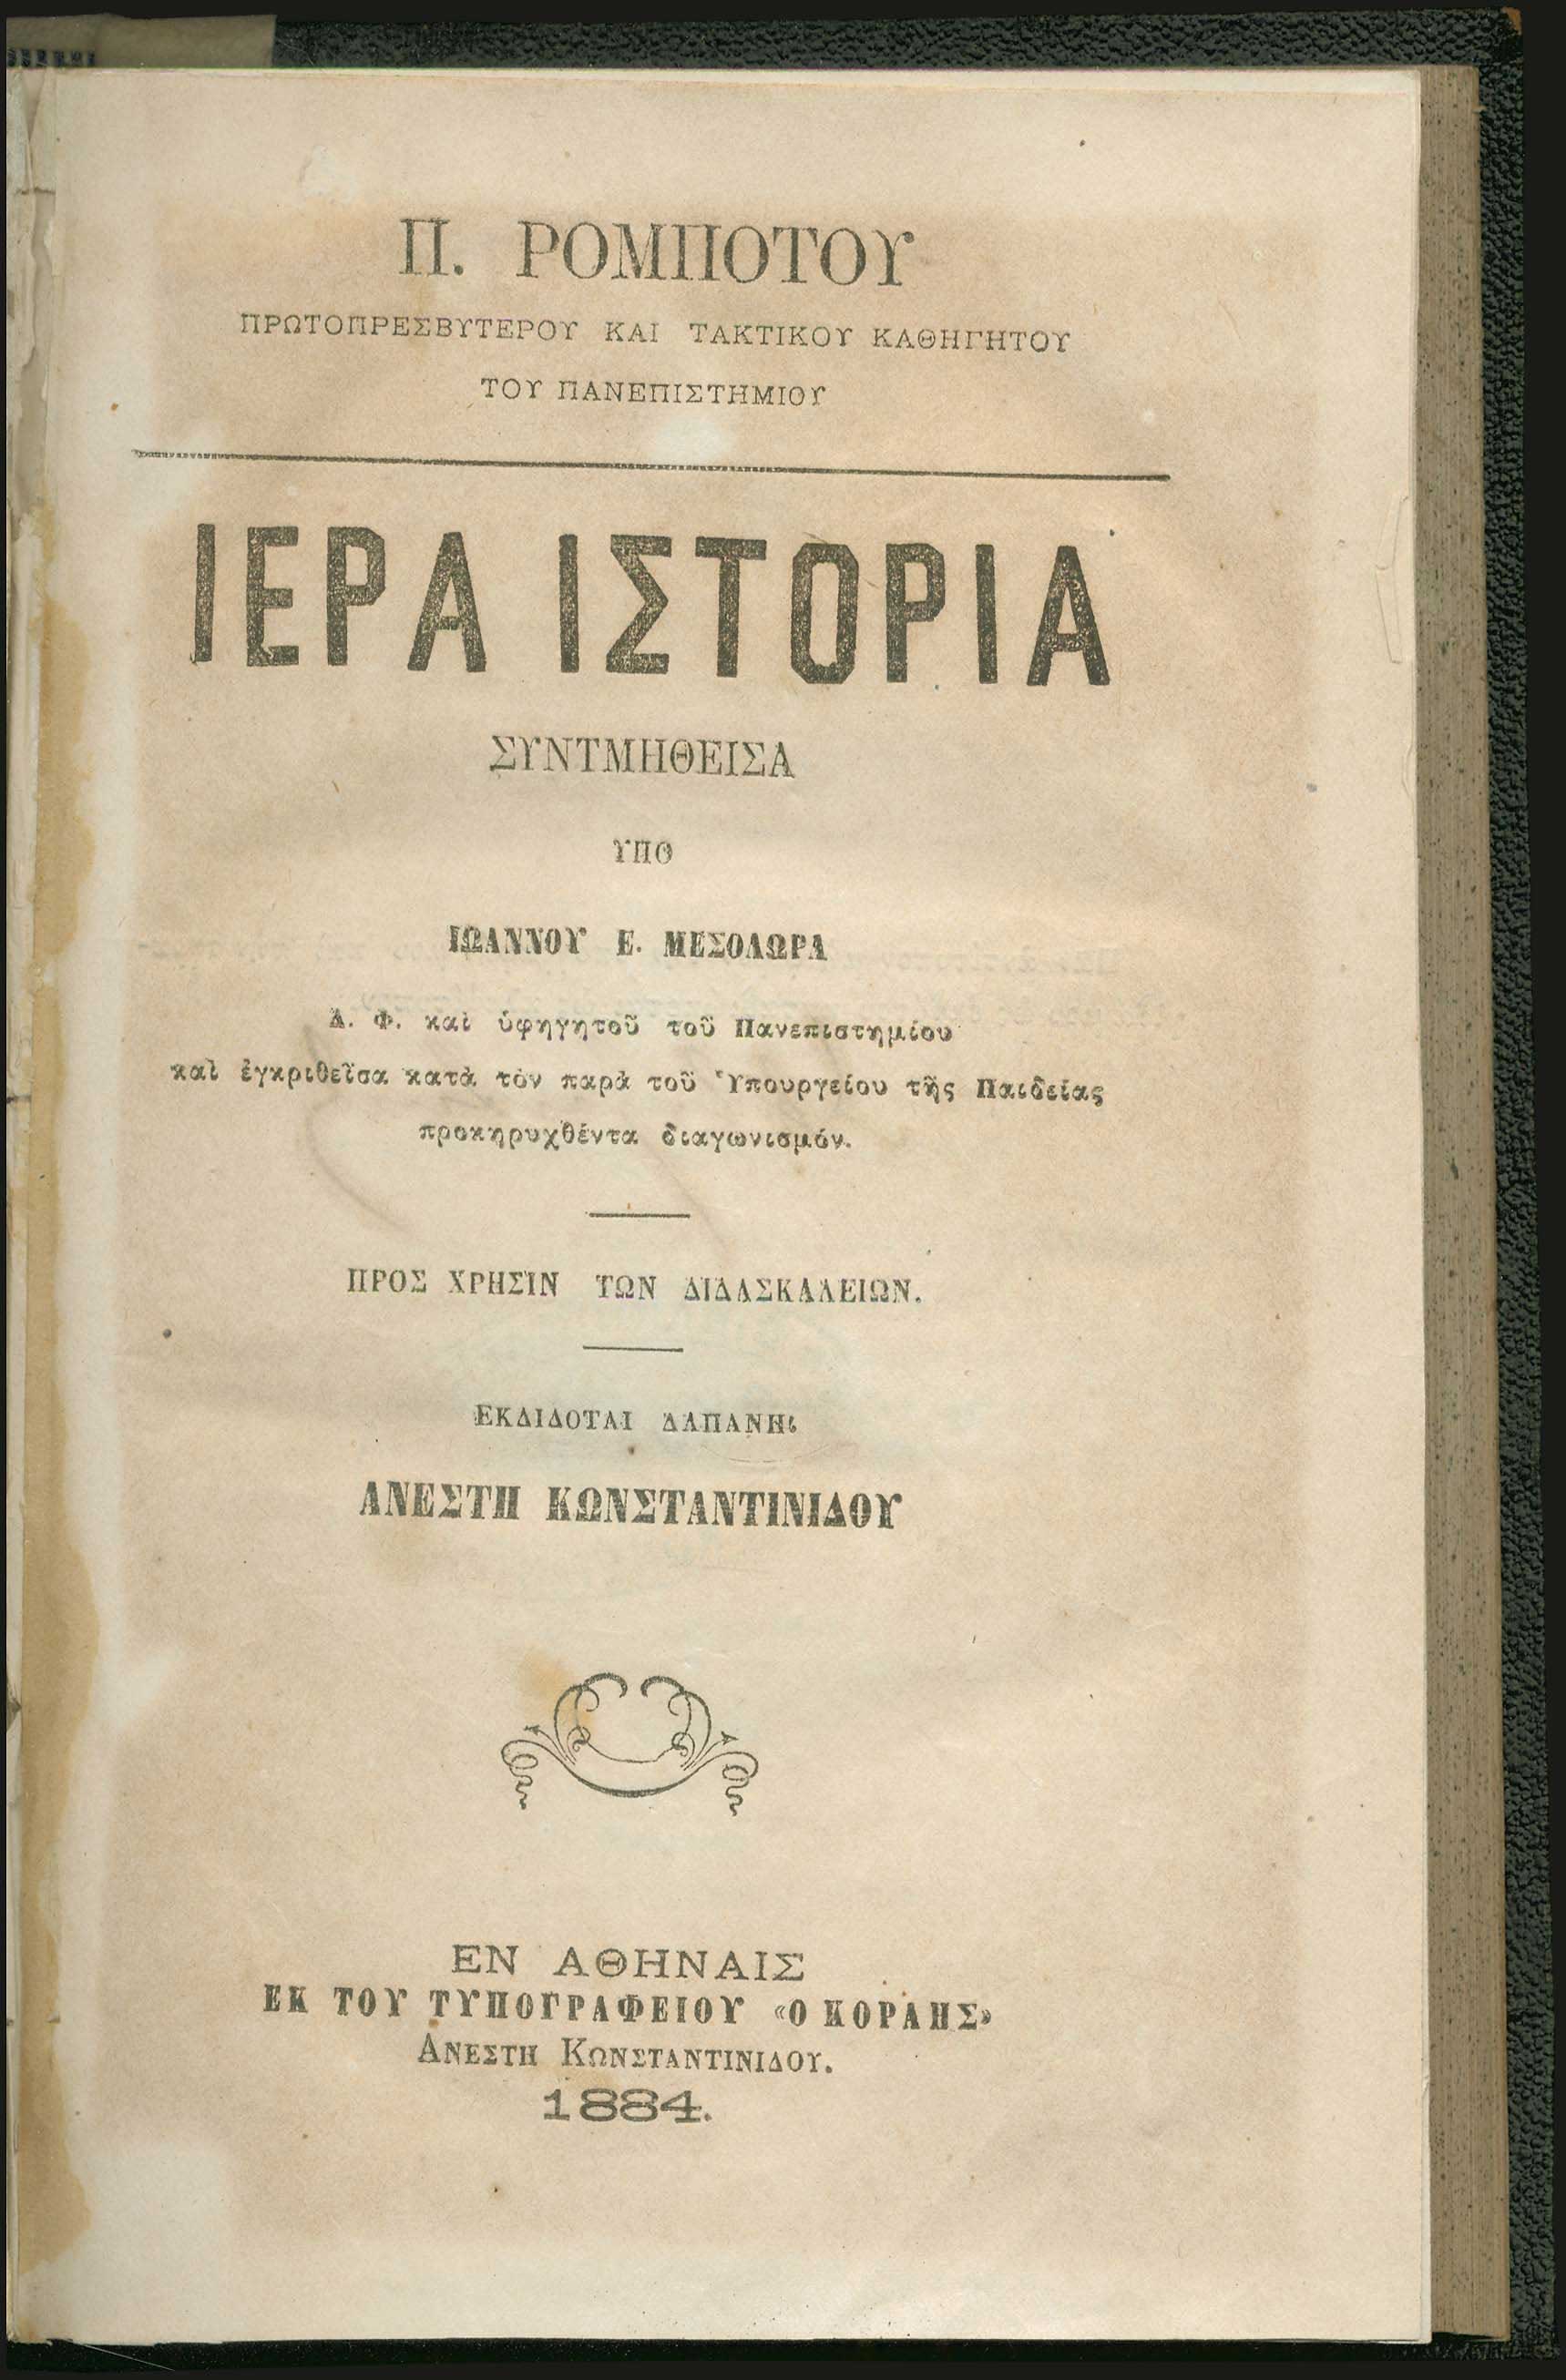 Π. ΡΟΜΠΟΤΟΥ
ΠΡΩΤΟΠΡΕΣΒΥΤΕΡΟΥ ΚΑΙ ΤΑΚΤΙΚΟΥ ΚΑΘΗΓΗΤΟΥ
ΤΟΥ ΠΑΝΕΠΙΣΤΗΜΙΟΥ
ΙΕΡΑ ΙΣΤΟΡΙΑ
ΣΥΝΤΜΗΘΕΙΣΑ
ΥΠΟ
ΙΩΑΝΝΟΥ Ε. ΜΕΣΟΛΩΡΑ
Δ. Φ. καὶ ὑφηγητοῦ τοῦ Πανεπιστημίου
καὶ ἐγκριθεῖσα κατὰ τὸν παρὰ τοῦ Ὑπουργείου τῆς Παιδείας
προκηρυχθέντα διαγωνισμόν.
ΠΡΟΣ ΧΡΗΣΙΝ ΤΩΝ ΔΙΔΑΣΚΑΛΕΙΩΝ.
ΕΚΔΙΔΟΤΑΙ ΔΑΠΑΝΗι
ΑΝΕΣΤΗ ΚΩΝΣΤΑΝΤΙΝΙΔΟΥ
ΕΝ ΑΘΗΝΑΙΣ
ΕΚ ΤΟΥ ΤΥΠΟΓΡΑΦΕΙΟΥ «Ο ΚΟΡΑΗΣ»
ΑΝΕΣΤΗ ΚΩΝΣΤΑΝΤΙΝΙΔΟΥ.
1884.